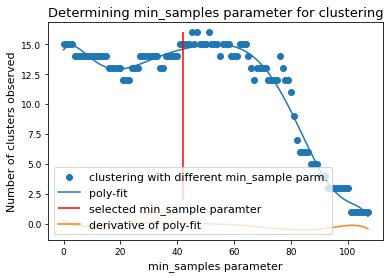 Determining min_samples parameter for clustering
Number of clusters observed
15.0
12.5
10.0
7.5
5.0
2.5
0.0
clustering with different min_sample parm.
poly-fit
selected min_sample paramter
derivative of poly-fit
0
20
40
60
80
100
min_samples parameter